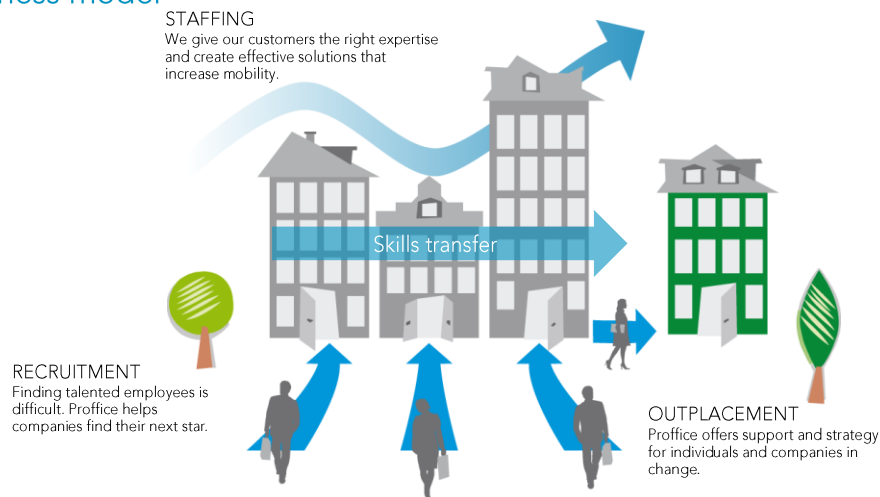 ness model
STAFFING
We give our customers the right expertise
and create effective solutions that
increase mobility.
Skills transfer
RECRUITMENT
Finding talented employees is
difficult. Proffice helps
companies find their next star.
OUTPLACEMENT
Proffice offers support and strategy
for individuals and companies in
change.